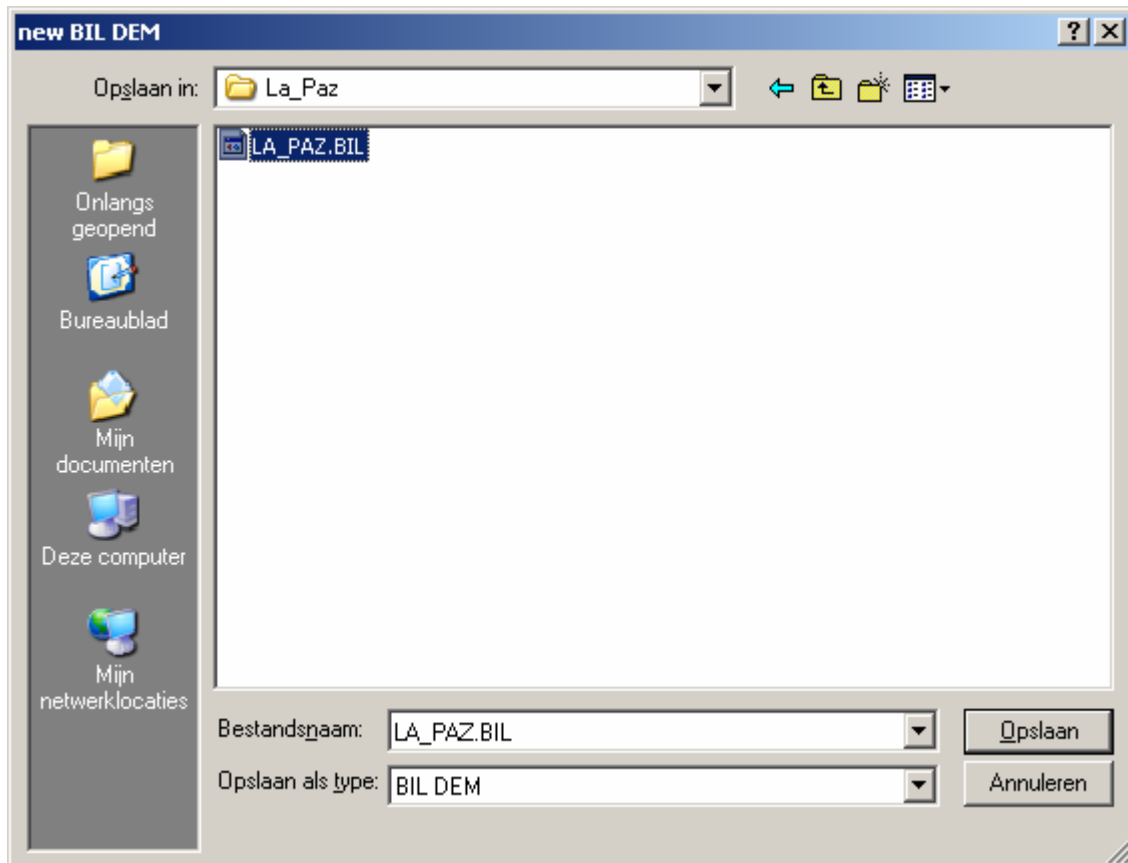 new BIL DEM
Opslaan in:
La_Paz
LA_PAZ.BIL
Onlangs
geopend
Bureaublad
Mijn
documenten
Deze computer
Mijn
netwerklocaties
Bestandsnaam:
LA_PAZ.BIL
Opslaan
Opslaan als type:
BIL DEM
Annuleren